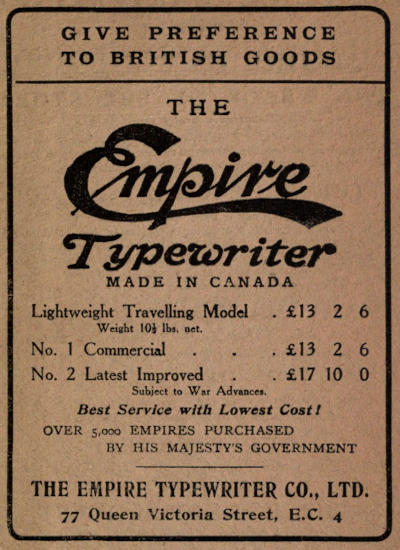 GIVE PREFERENCE
TO BRITISH GOODS
THE
Empire
Typewriter
MADE IN CANADA
Lightweight Travelling Model . £13 2 6
Weight 10½ lbs. net.
No. 1 Commercial . . . £13 2 6
No. 2 Latest Improved . . £17 10 0
Subject to War Advances.
Best Service with Lowest Cost!
OVER 5,000 EMPIRES PURCHASED
BY HIS MAJESTY'S GOVERNMENT
THE EMPIRE TYPEWRITER CO., LTD.
77 Queen Victoria Street, E.C. 4